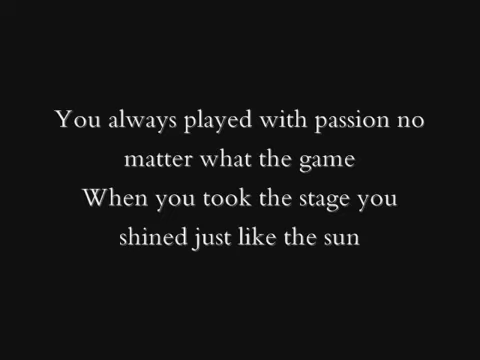 You always played with passion no
matter what the game
When you took the stage you
shined just like the sun